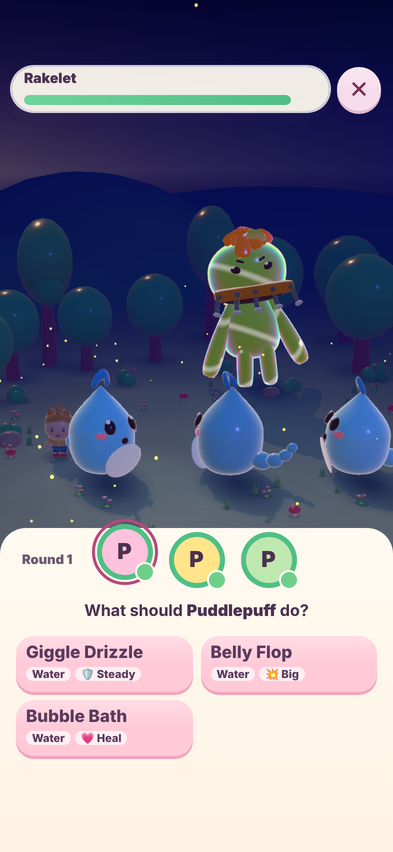 Rakelet
Round 1
P
P
P
What should Puddlepuff do?
Giggle Drizzle
Water 🛡️ Steady
Belly Flop
Water 💥 Big
Bubble Bath
Water 💗 Heal